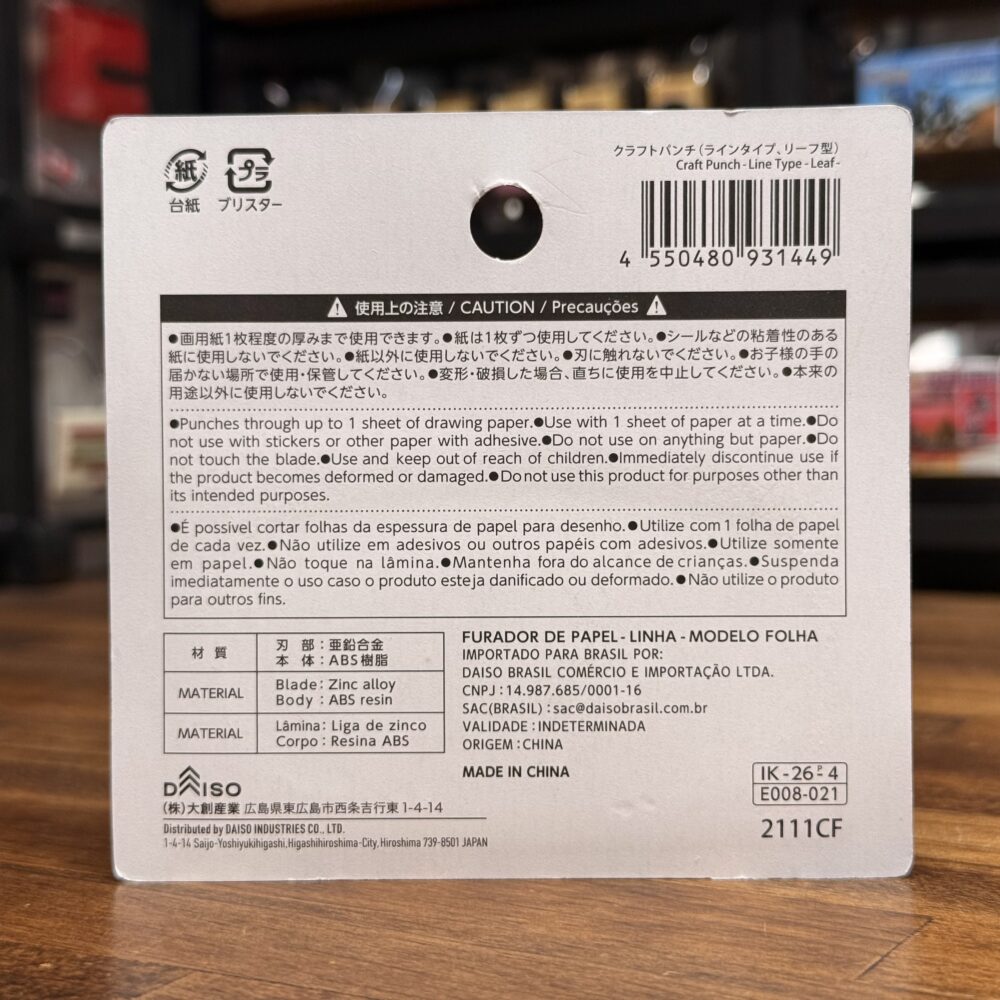 紙
プラ
台紙 ブリスター
クラフトパンチ(ラインタイプ、リーフ型)
Craft Punch - Line Type - Leaf -
4 550480 931449
使用上の注意 / CAUTION / Precauções
●画用紙1枚程度の厚みまで使用できます。●紙は1枚ずつ使用してください。●シールなどの粘着性のある
紙に使用しないでください。●紙以外に使用しないでください。●刃に触れないでください。●お子様の手の
届かない場所で使用・保管してください。●変形・破損した場合、直ちに使用を中止してください。●本来の
用途以外に使用しないでください。
●Punches through up to 1 sheet of drawing paper.●Use with 1 sheet of paper at a time.●Do
not use with stickers or other paper with adhesive.●Do not use on anything but paper.●Do
not touch the blade.●Use and keep out of reach of children.●Immediately discontinue use if
the product becomes deformed or damaged.●Do not use this product for purposes other than
its intended purposes.
●É possível cortar folhas da espessura de papel para desenho.●Utilize com 1 folha de papel
de cada vez.●Não utilize em adesivos ou outros papéis com adesivos.●Utilize somente
em papel.●Não toque na lâmina.●Mantenha fora do alcance de crianças.●Suspenda
imediatamente o uso caso o produto esteja danificado ou deformado.●Não utilize o produto
para outros fins.
材 質
刃 部：亜鉛合金
本 体：ABS樹脂
MATERIAL
Blade : Zinc alloy
Body : ABS resin
MATERIAL
Lâmina : Liga de zinco
Corpo : Resina ABS
FURADOR DE PAPEL - LINHA - MODELO FOLHA
IMPORTADO PARA BRASIL POR:
DAISO BRASIL COMÉRCIO E IMPORTAÇÃO LTDA.
CNPJ : 14.987.685/0001-16
SAC(BRASIL) : sac@daisobrasil.com.br
VALIDADE : INDETERMINADA
ORIGEM : CHINA
MADE IN CHINA
DAISO
(株)大創産業 広島県東広島市西条吉行東 1-4-14
Distributed by DAISO INDUSTRIES CO., LTD.
1-4-14 Saijo-Yoshiyukihigashi, Higashihiroshima-City, Hiroshima 739-8501 JAPAN
IK - 26 P- 4
E008-021
2111CF